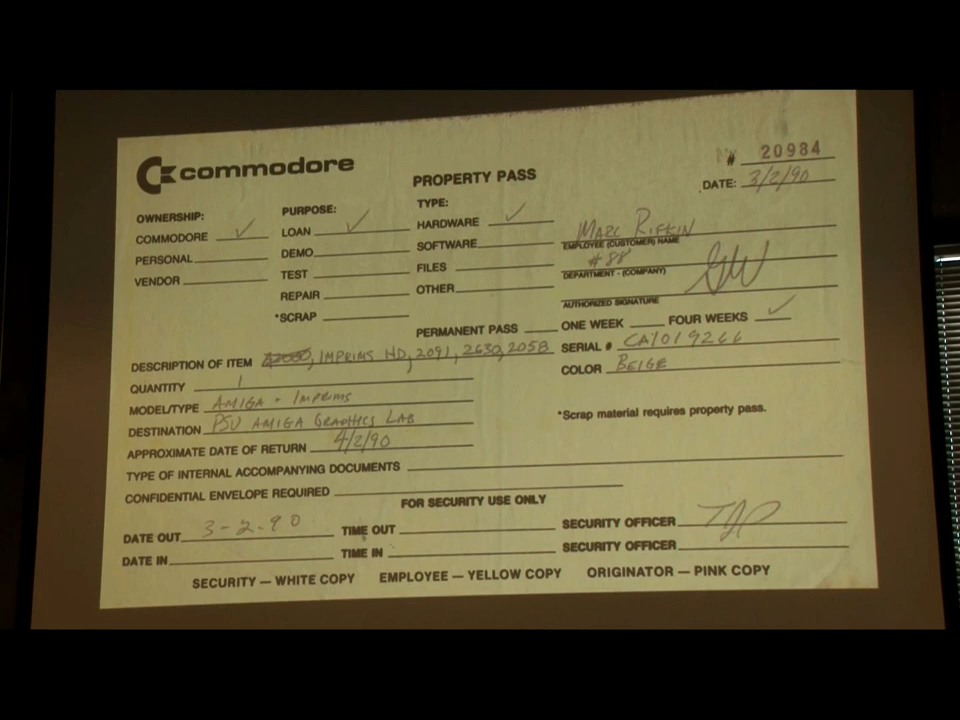 commodore
PROPERTY PASS
# 20984
DATE: 3/2/90
OWNERSHIP:
COMMODORE ✓
PERSONAL
VENDOR
PURPOSE:
LOAN ✓
DEMO
TEST
REPAIR
*SCRAP
TYPE:
HARDWARE ✓
SOFTWARE
FILES
OTHER
MARC RIFKIN
EMPLOYEE (CUSTOMER) NAME
#88
DEPARTMENT - (COMPANY)
AUTHORIZED SIGNATURE
PERMANENT PASS ONE WEEK FOUR WEEKS ✓
DESCRIPTION OF ITEM , IMPRIMS HD, 2091, 2630, 2058
SERIAL # CA1019266
COLOR BEIGE
QUANTITY 1
MODEL/TYPE AMIGA - IMPRIMS
DESTINATION PSU AMIGA GRAPHICS LAB
APPROXIMATE DATE OF RETURN 4/2/90
*Scrap material requires property pass.
TYPE OF INTERNAL ACCOMPANYING DOCUMENTS
CONFIDENTIAL ENVELOPE REQUIRED
FOR SECURITY USE ONLY
DATE OUT 3-2-90 TIME OUT SECURITY OFFICER
DATE IN TIME IN SECURITY OFFICER
SECURITY — WHITE COPY EMPLOYEE — YELLOW COPY ORIGINATOR — PINK COPY